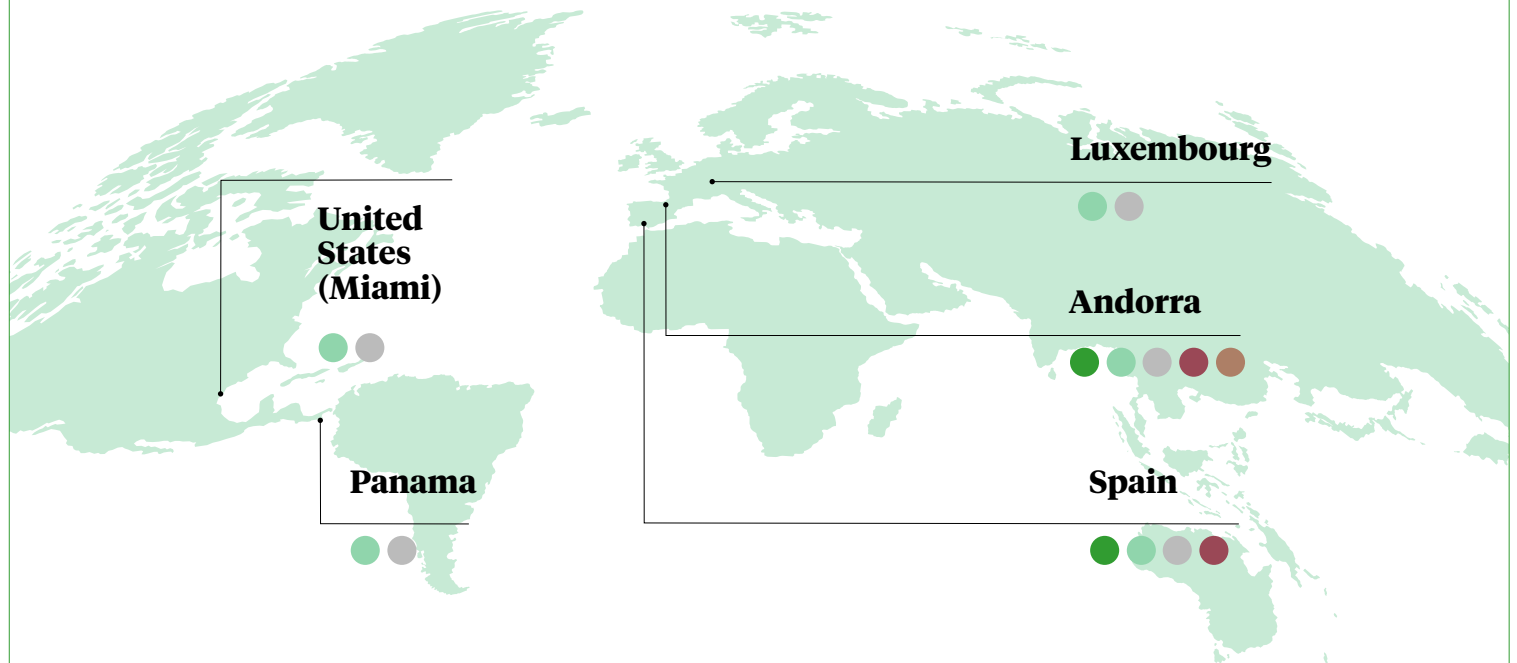 Luxembourg
United
States
(Miami)
Andorra
Panama
Spain